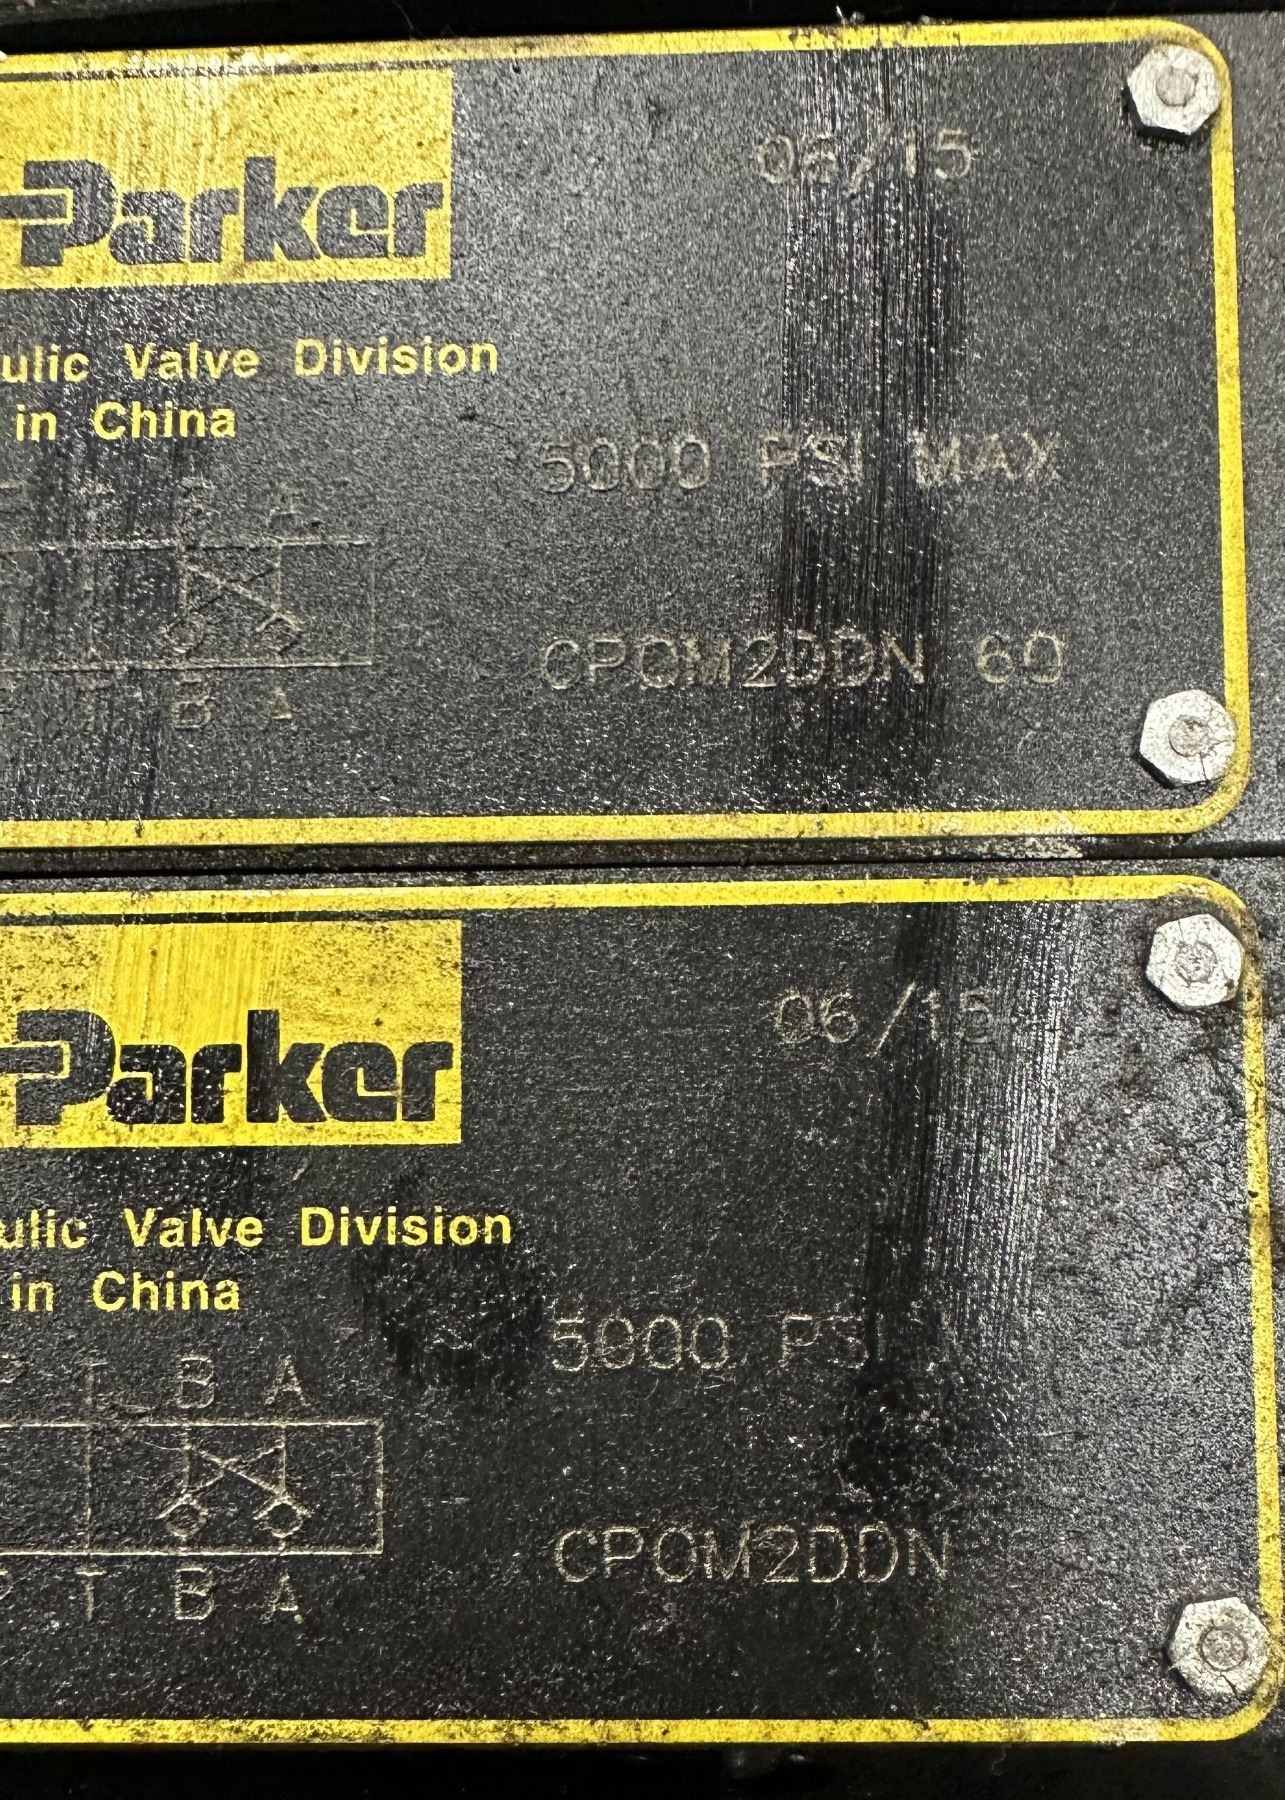 Parker
06/15
ulic Valve Division
in China
5000 PSI MAX
CPOM2DDN 60
T B A
Parker
06/15
ulic Valve Division
in China
5000 PSI
P T B A
CPOM2DDN
P T B A